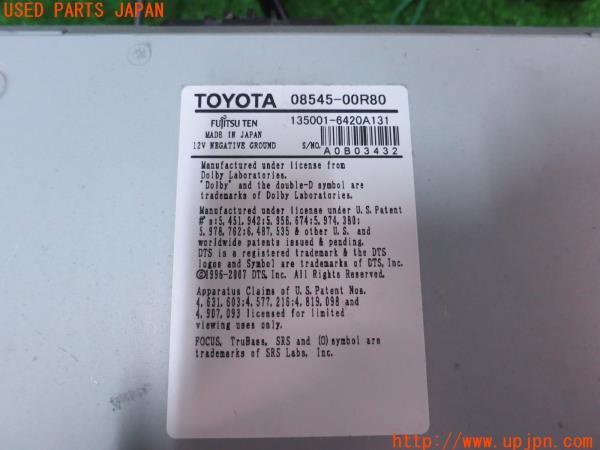 USED PARTS JAPAN
TOYOTA 08545-00R80
FUJITSU TEN 135001-6420A131
MADE IN JAPAN
12V NEGATIVE GROUND S/NO. A0B03432
Manufactured under license from
Dolby Laboratories.
"Dolby" and the double-D symbol are
trademarks of Dolby Laboratories.
Manufactured under license under U.S. Patent
#'s:5,451,942;5,956,674;5,974,380;
5,978,762;6,487,535 & other U.S. and
worldwide patents issued & pending.
DTS is a registered trademark & the DTS
logos and Symbol are trademarks of DTS, Inc.
©1996-2007 DTS, Inc. All Rights Reserved.
Apparatus Claims of U.S. Patent Nos.
4,631,603;4,577,216;4,819,098 and
4,907,093 licensed for limited
viewing uses only.
FOCUS, TruBass, SRS and (O)symbol are
trademarks of SRS Labs, Inc.
http://www.upjpn.com/